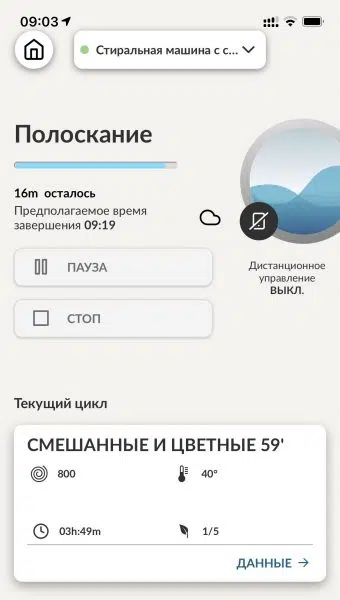 09:03
Стиральная машина с с...
Полоскание
16m осталось
Предполагаемое время
завершения 09:19
ПАУЗА
СТОП
Дистанционное
управление
ВЫКЛ.
Текущий цикл
СМЕШАННЫЕ И ЦВЕТНЫЕ 59'
800
40°
03h:49m
1/5
ДАННЫЕ